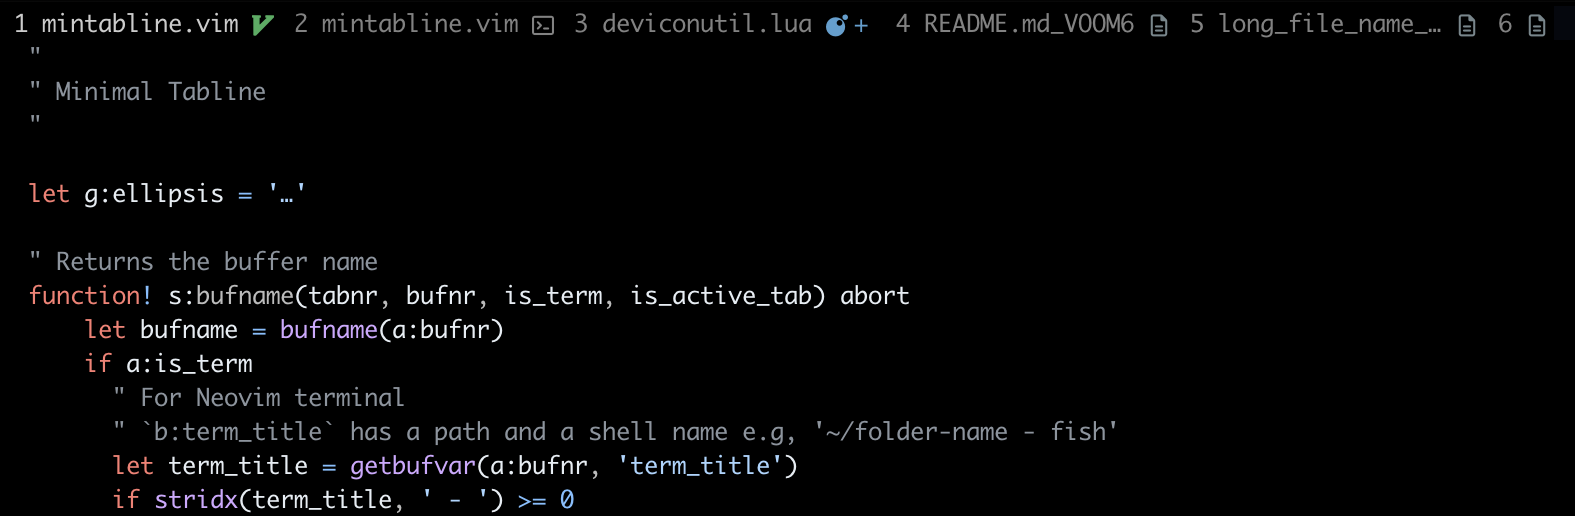 1 mintabline.vim 2 mintabline.vim 3 deviconutil.lua + 4 README.md_VOOM6 5 long_file_name_… 6
"
" Minimal Tabline
"
let g:ellipsis = '…'
" Returns the buffer name
function! s:bufname(tabnr, bufnr, is_term, is_active_tab) abort
    let bufname = bufname(a:bufnr)
    if a:is_term
      " For Neovim terminal
      " `b:term_title` has a path and a shell name e.g, '~/folder-name - fish'
      let term_title = getbufvar(a:bufnr, 'term_title')
      if stridx(term_title, ' - ') >= 0